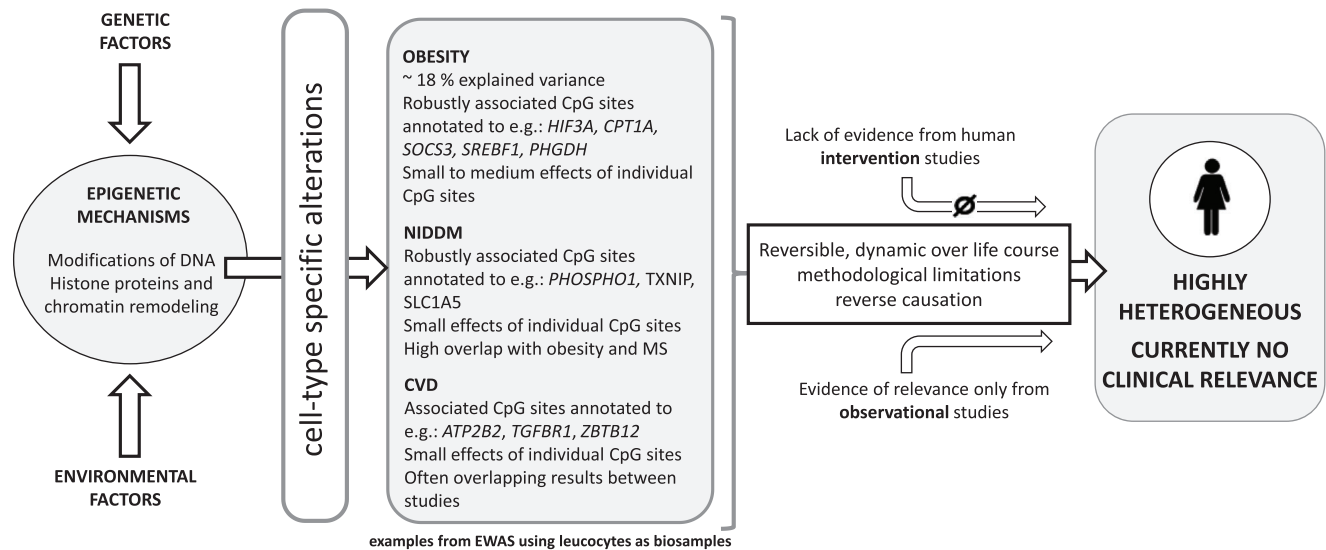 GENETIC
FACTORS
EPIGENETIC
MECHANISMS
Modifications of DNA
Histone proteins and
chromatin remodeling
ENVIRONMENTAL
FACTORS
cell-type specific alterations
OBESITY
~ 18 % explained variance
Robustly associated CpG sites
annotated to e.g.: HIF3A, CPT1A,
SOCS3, SREBF1, PHGDH
Small to medium effects of individual
CpG sites
NIDDM
Robustly associated CpG sites
annotated to e.g.: PHOSPHO1, TXNIP,
SLC1A5
Small effects of individual CpG sites
High overlap with obesity and MS
CVD
Associated CpG sites annotated to
e.g.: ATP2B2, TGFBR1, ZBTB12
Small effects of individual CpG sites
Often overlapping results between
studies
examples from EWAS using leucocytes as biosamples
Lack of evidence from human
intervention studies
Ø
Reversible, dynamic over life course
methodological limitations
reverse causation
Evidence of relevance only from
observational studies
HIGHLY
HETEROGENEOUS
CURRENTLY NO
CLINICAL RELEVANCE